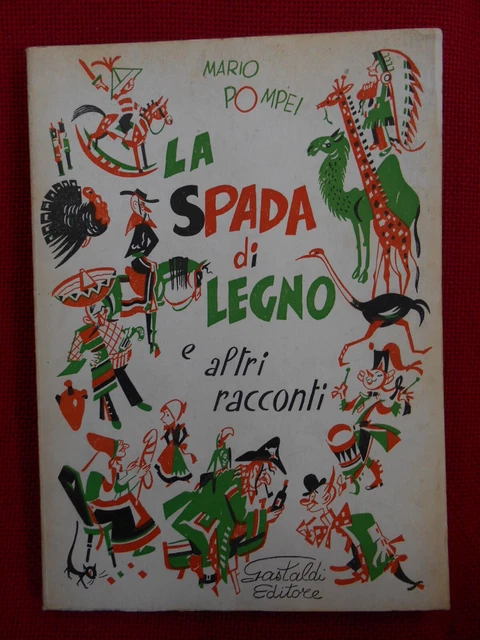 MARIO
POMPEI
LA
SPADA
di
LEGNO
e altri
racconti
Gastaldi
Editore